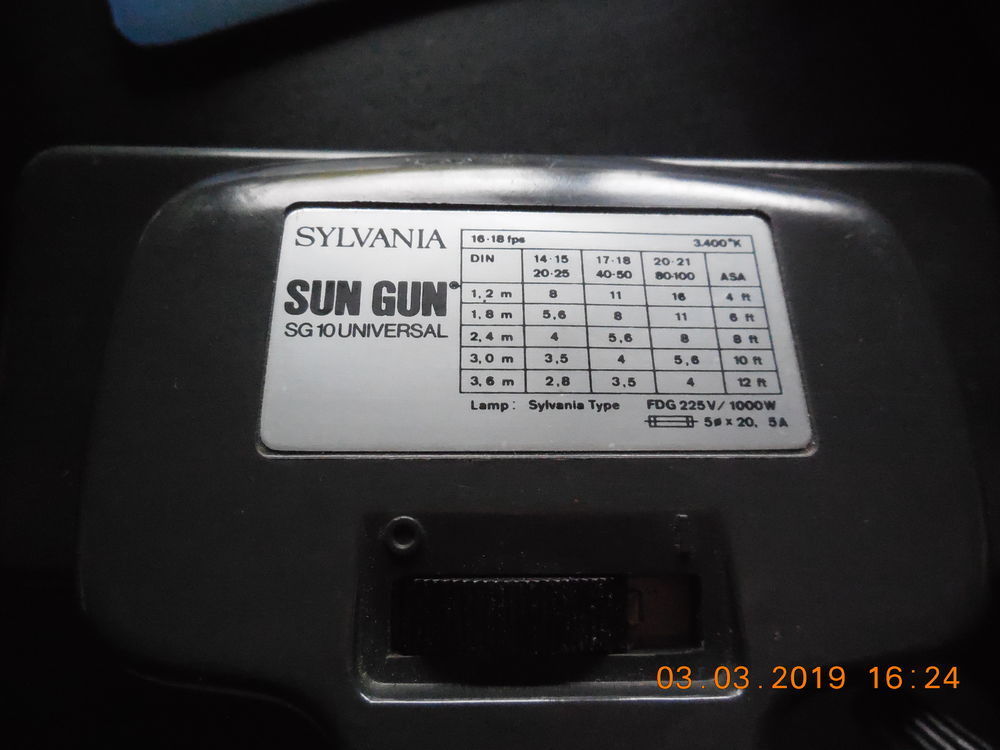 SYLVANIA
SUN GUN®
SG 10 UNIVERSAL
16-18 fps 3.400°K
DIN 14-15 17-18 20-21
20-25 40-50 80-100 ASA
1,2 m 8 11 16 4 ft
1,8 m 5,6 8 11 6 ft
2,4 m 4 5,6 8 8 ft
3,0 m 3,5 4 5,6 10 ft
3,6 m 2,8 3,5 4 12 ft
Lamp: Sylvania Type FDG 225V/1000W
5ø x 20, 5A
03.03.2019 16:24